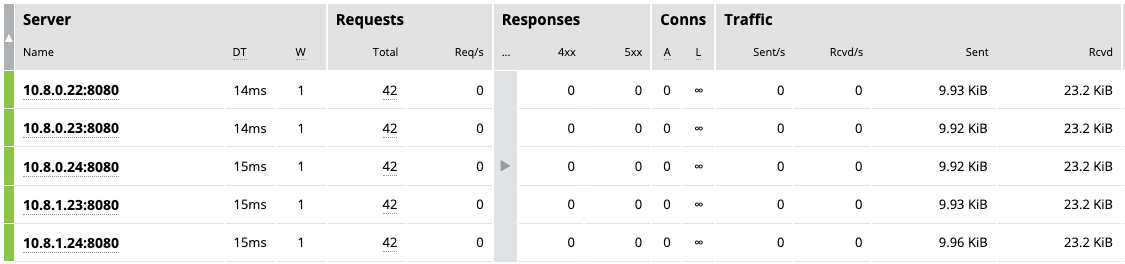 Server Requests Responses Conns Traffic
Name DT W Total Req/s ... 4xx 5xx A L Sent/s Rcvd/s Sent Rcvd
10.8.0.22:8080 14ms 1 42 0 0 0 0 ∞ 0 0 9.93 KiB 23.2 KiB
10.8.0.23:8080 14ms 1 42 0 0 0 0 ∞ 0 0 9.92 KiB 23.2 KiB
10.8.0.24:8080 15ms 1 42 0 0 0 0 ∞ 0 0 9.92 KiB 23.2 KiB
10.8.1.23:8080 15ms 1 42 0 0 0 0 ∞ 0 0 9.93 KiB 23.2 KiB
10.8.1.24:8080 15ms 1 42 0 0 0 0 ∞ 0 0 9.96 KiB 23.2 KiB